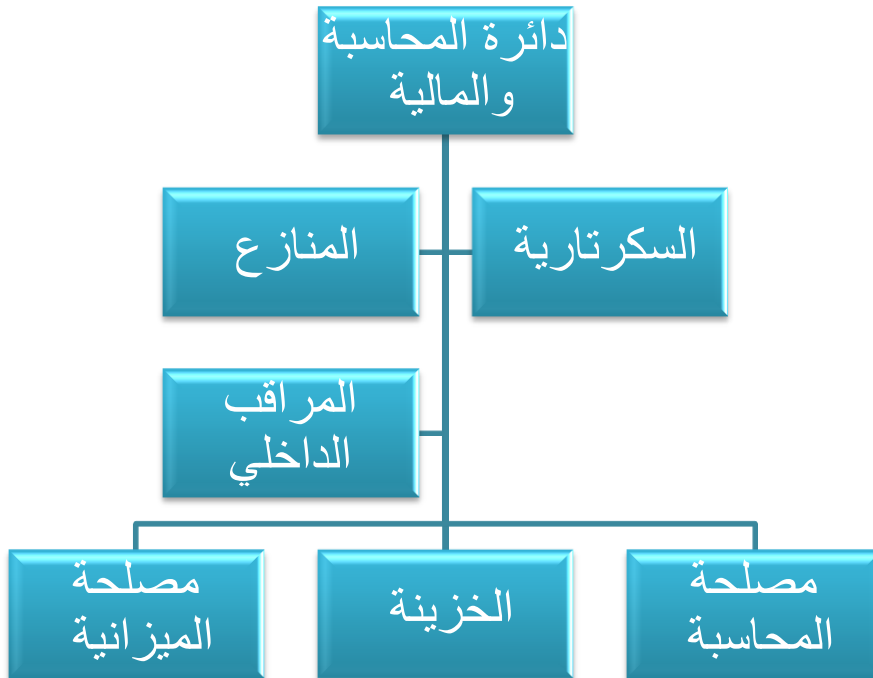 دائرة المحاسبة
والمالية
السكرتارية
المنازع
المراقب
الداخلي
مصلحة
المحاسبة
الخزينة
مصلحة
الميزانية